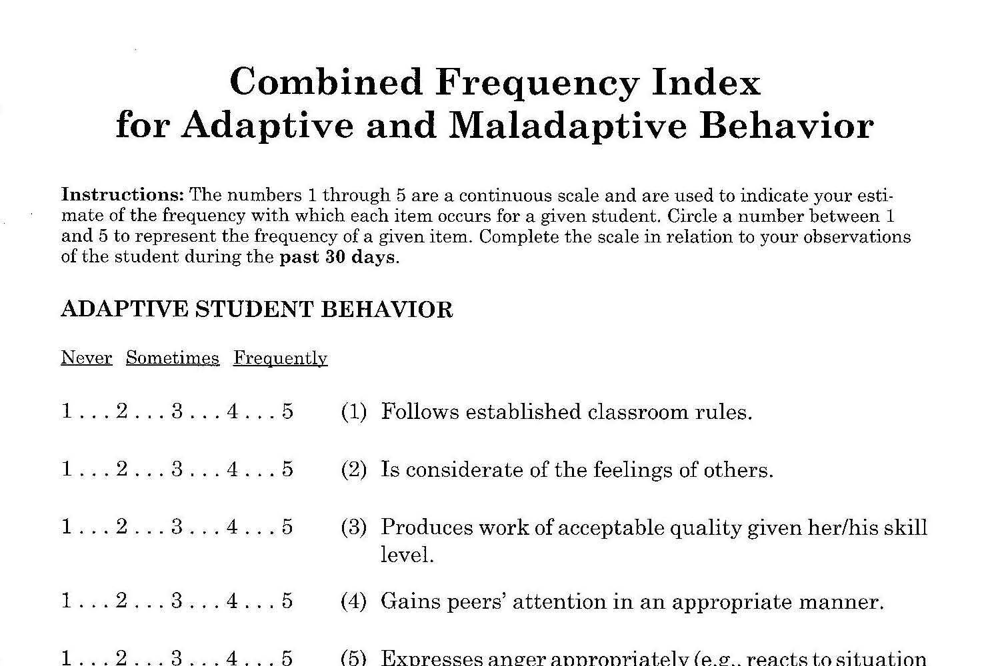 Combined Frequency Index
for Adaptive and Maladaptive Behavior
Instructions: The numbers 1 through 5 are a continuous scale and are used to indicate your esti-
mate of the frequency with which each item occurs for a given student. Circle a number between 1
and 5 to represent the frequency of a given item. Complete the scale in relation to your observations
of the student during the past 30 days.
ADAPTIVE STUDENT BEHAVIOR
Never Sometimes Frequently
1 . . . 2 . . . 3 . . . 4 . . . 5 (1) Follows established classroom rules.
1 . . . 2 . . . 3 . . . 4 . . . 5 (2) Is considerate of the feelings of others.
1 . . . 2 . . . 3 . . . 4 . . . 5 (3) Produces work of acceptable quality given her/his skill
level.
1 . . . 2 . . . 3 . . . 4 . . . 5 (4) Gains peers’ attention in an appropriate manner.
1 . . . 2 . . . 3 . . . 4 . . . 5 (5) Expresses anger appropriately (e.g., reacts to situation